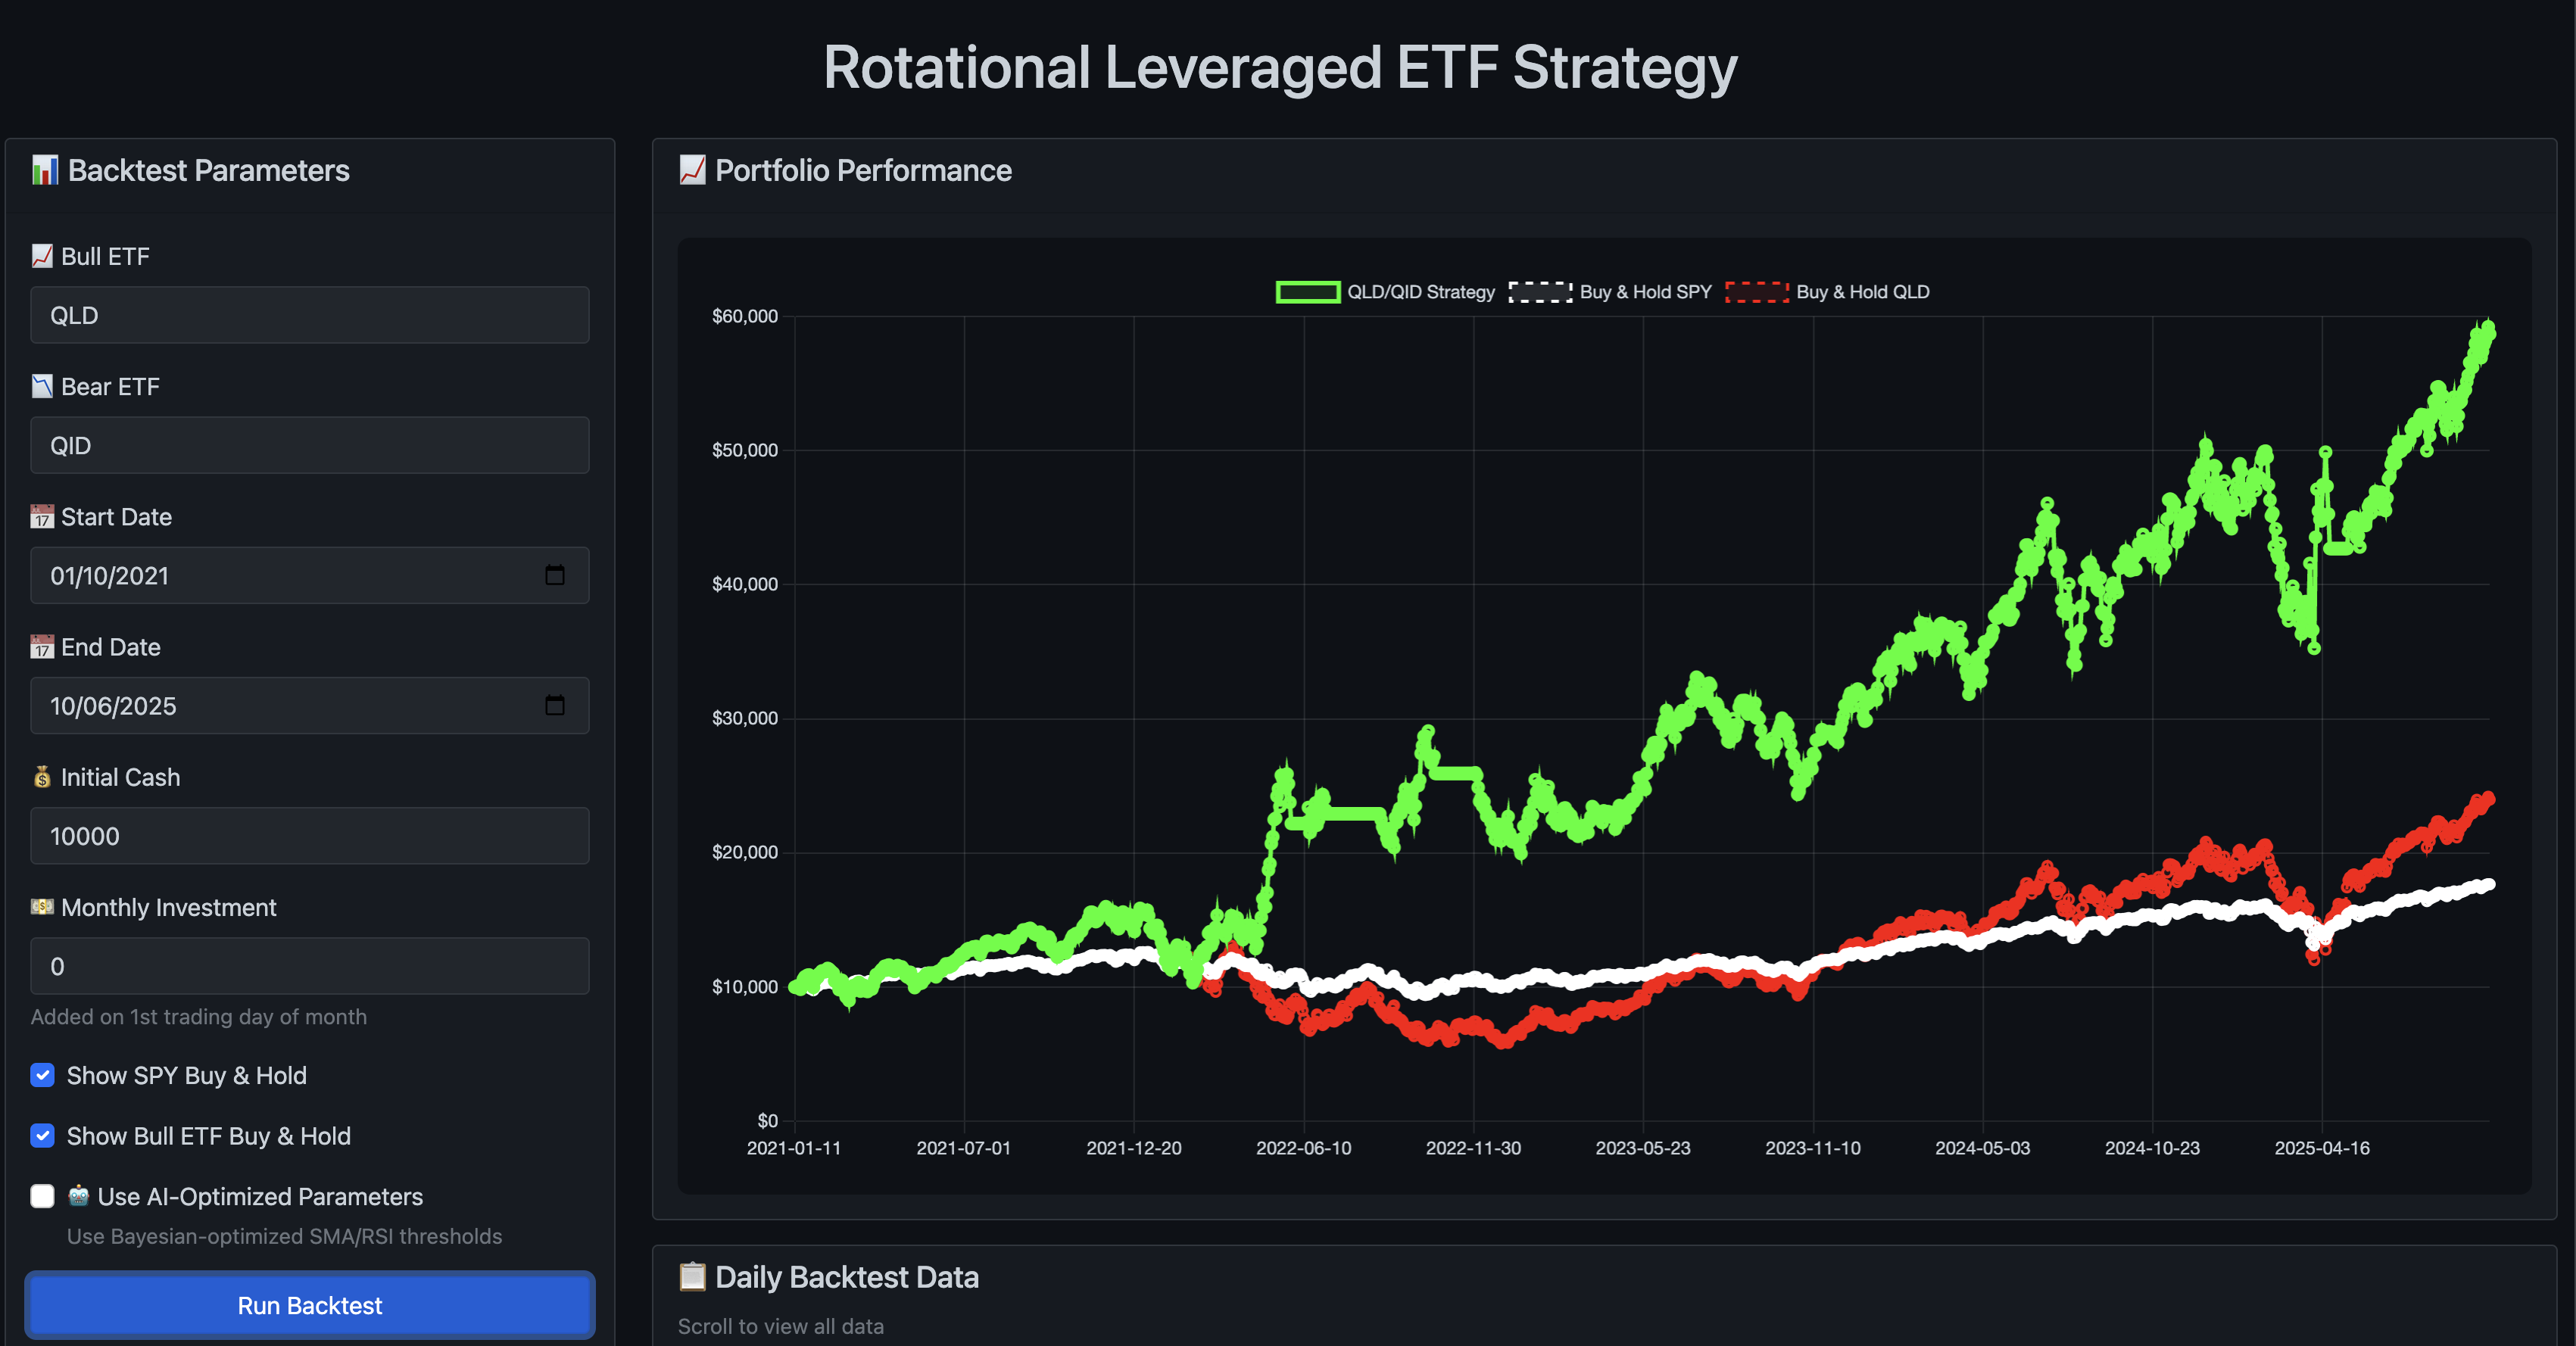 Rotational Leveraged ETF Strategy
📊 Backtest Parameters
📈 Bull ETF
QLD
📉 Bear ETF
QID
📅 Start Date
01/10/2021
📅 End Date
10/06/2025
💰 Initial Cash
10000
💵 Monthly Investment
0
Added on 1st trading day of month
Show SPY Buy & Hold
Show Bull ETF Buy & Hold
🤖 Use AI-Optimized Parameters
Use Bayesian-optimized SMA/RSI thresholds
Run Backtest
📈 Portfolio Performance
QLD/QID Strategy Buy & Hold SPY Buy & Hold QLD
$60,000
$50,000
$40,000
$30,000
$20,000
$10,000
$0
2021-01-11 2021-07-01 2021-12-20 2022-06-10 2022-11-30 2023-05-23 2023-11-10 2024-05-03 2024-10-23 2025-04-16
📋 Daily Backtest Data
Scroll to view all data